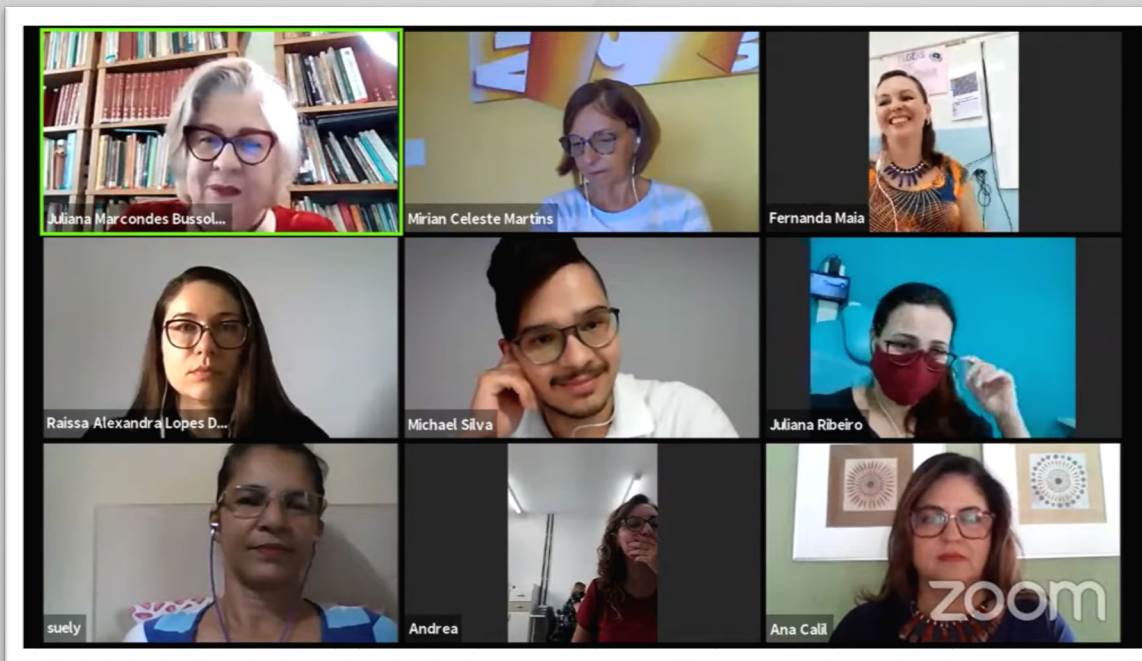 Juliana Marcondes Bussol...
Mirian Celeste Martins
Fernanda Maia
Raissa Alexandra Lopes D...
Michael Silva
Juliana Ribeiro
suely
Andrea
Ana Calil
zoom